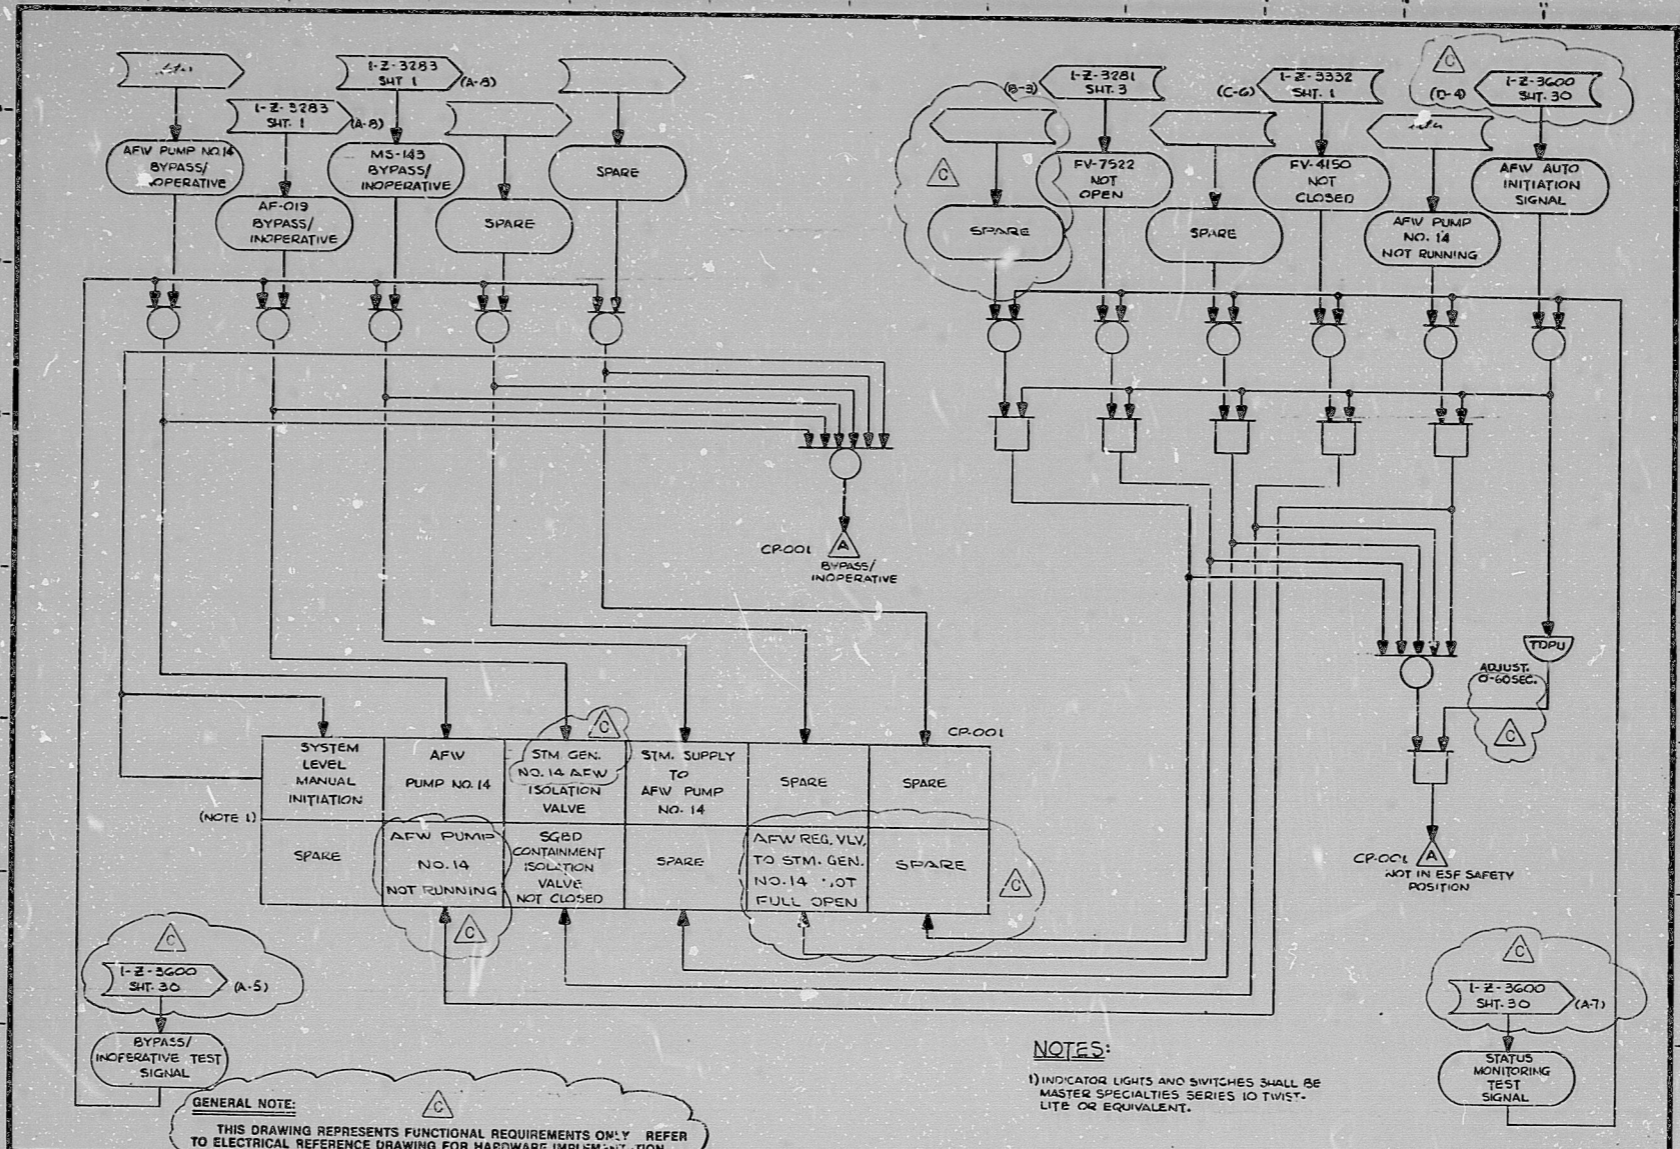 1-Z-3283
SHT. 1
(A-8)
1-Z-3283
SHT. 1
(A-8)
AFW PUMP NO.14
BYPASS/
INOPERATIVE
AF-019
BYPASS/
INOPERATIVE
MS-143
BYPASS/
INOPERATIVE
SPARE
SPARE
(B-3)
1-Z-3281
SHT. 3
(C-6)
1-Z-3332
SHT. 1
C
(D-4)
1-Z-3600
SHT. 30
C
SPARE
FV-7522
NOT
OPEN
SPARE
FV-4150
NOT
CLOSED
AFW PUMP
NO. 14
NOT RUNNING
AFW AUTO
INITIATION
SIGNAL
CP-001
A
BYPASS/
INOPERATIVE
TDPU
ADJUST.
0-60SEC.
C
CP-001
A
NOT IN ESF SAFETY
POSITION
C
CP-001
SYSTEM
LEVEL
MANUAL
INITIATION
AFW
PUMP NO. 14
STM. GEN.
NO. 14 AFW
ISOLATION
VALVE
STM. SUPPLY
TO
AFW PUMP
NO. 14
SPARE
SPARE
(NOTE 1)
SPARE
AFW PUMP
NO. 14
NOT RUNNING
SGBD
CONTAINMENT
ISOLATION
VALVE
NOT CLOSED
SPARE
AFW REG. VLV.
TO STM. GEN.
NO. 14 NOT
FULL OPEN
SPARE
C
C
C
1-Z-3600
SHT. 30
(A-5)
BYPASS/
INOPERATIVE TEST
SIGNAL
C
1-Z-3600
SHT. 30
(A-7)
STATUS
MONITORING
TEST
SIGNAL
NOTES:
1) INDICATOR LIGHTS AND SWITCHES SHALL BE
MASTER SPECIALTIES SERIES 10 TWIST-
LITE OR EQUIVALENT.
GENERAL NOTE:
C
THIS DRAWING REPRESENTS FUNCTIONAL REQUIREMENTS ONLY REFER
TO ELECTRICAL REFERENCE DRAWING FOR HARDWARE IMPLEMENTATION